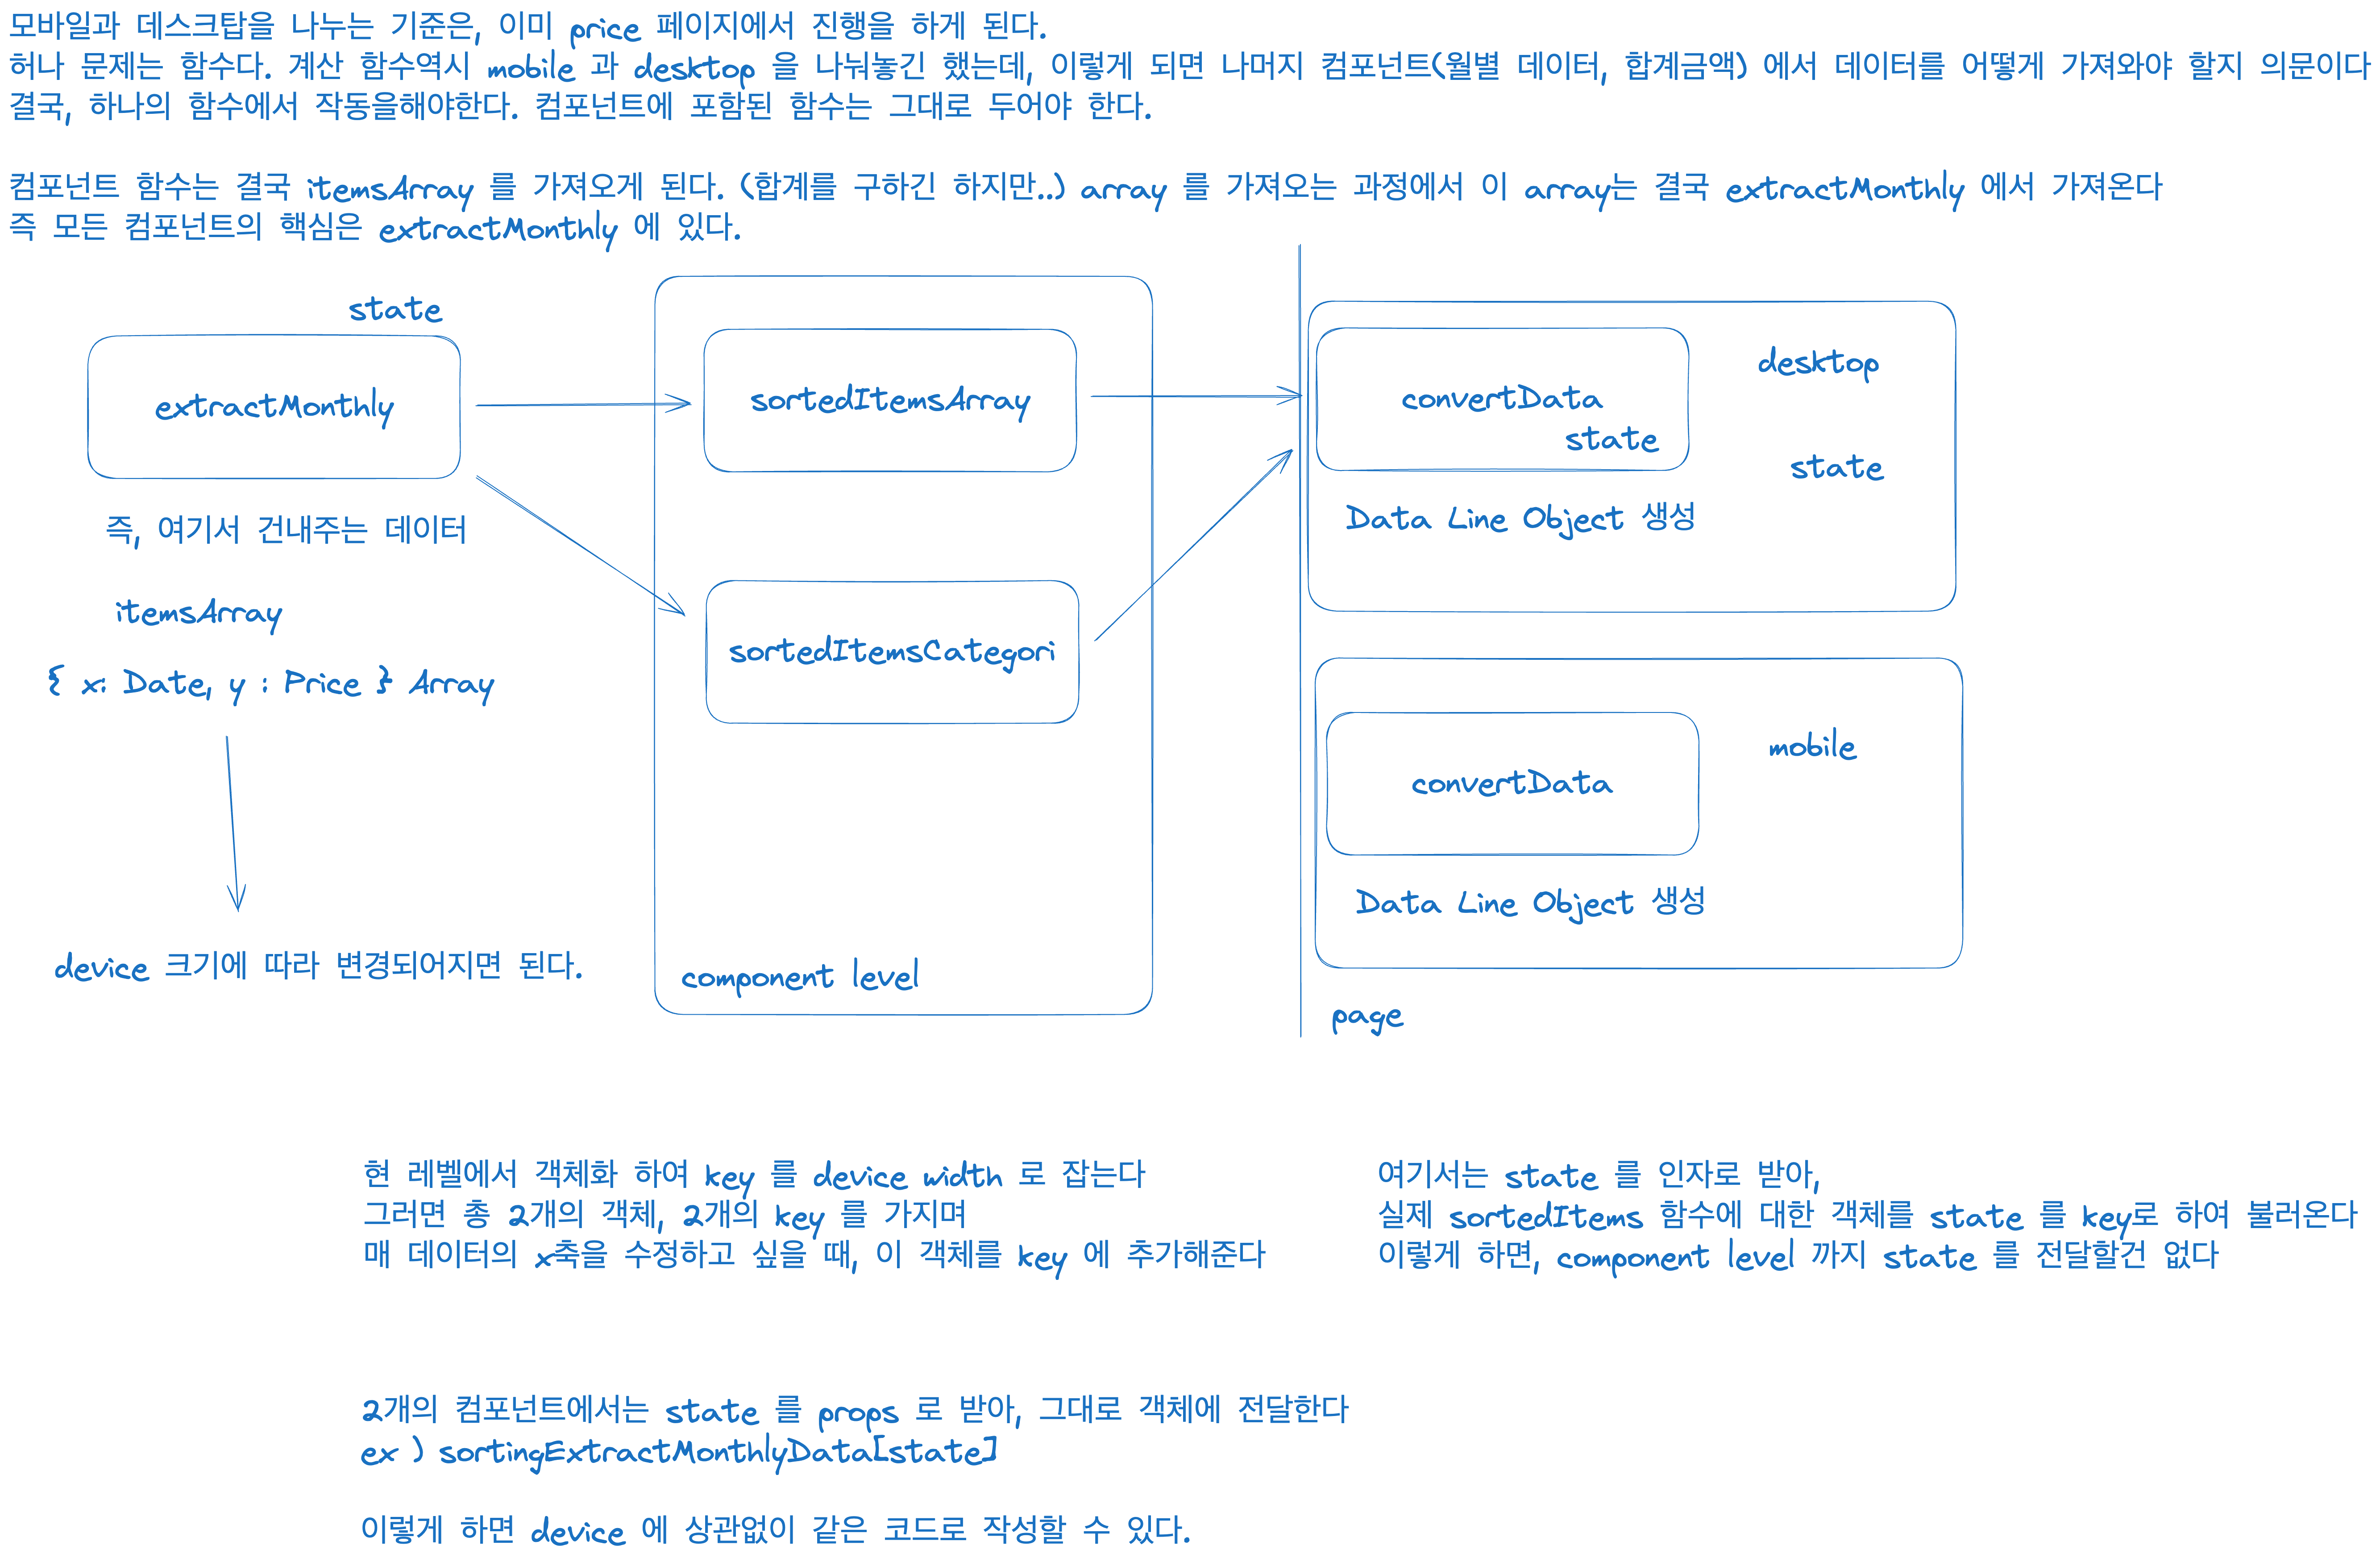 모바일과 데스크탑을 나누는 기준은, 이미 price 페이지에서 진행을 하게 된다.
허나 문제는 함수다. 계산 함수역시 mobile 과 desktop 을 나눠놓긴 했는데, 이렇게 되면 나머지 컴포넌트(월별 데이터, 합계금액) 에서 데이터를 어떻게 가져와야 할지 의문이다
결국, 하나의 함수에서 작동을해야한다. 컴포넌트에 포함된 함수는 그대로 두어야 한다.
컴포넌트 함수는 결국 itemsArray 를 가져오게 된다. (합계를 구하긴 하지만..) array 를 가져오는 과정에서 이 array는 결국 extractMonthly 에서 가져온다
즉 모든 컴포넌트의 핵심은 extractMonthly 에 있다.
state
extractMonthly
즉, 여기서 건내주는 데이터
itemsArray
{ x: Date, y : Price } Array
device 크기에 따라 변경되어지면 된다.
sortedItemsArray
sortedItemsCategori
component level
convertData
state
desktop
state
Data Line Object 생성
convertData
mobile
Data Line Object 생성
page
현 레벨에서 객체화 하여 key 를 device width 로 잡는다
그러면 총 2개의 객체, 2개의 key 를 가지며
매 데이터의 x축을 수정하고 싶을 때, 이 객체를 key 에 추가해준다
여기서는 state 를 인자로 받아,
실제 sortedItems 함수에 대한 객체를 state 를 key로 하여 불러온다
이렇게 하면, component level 까지 state 를 전달할건 없다
2개의 컴포넌트에서는 state 를 props 로 받아, 그대로 객체에 전달한다
ex ) sortingExtractMonthlyData[state]
이렇게 하면 device 에 상관없이 같은 코드로 작성할 수 있다.